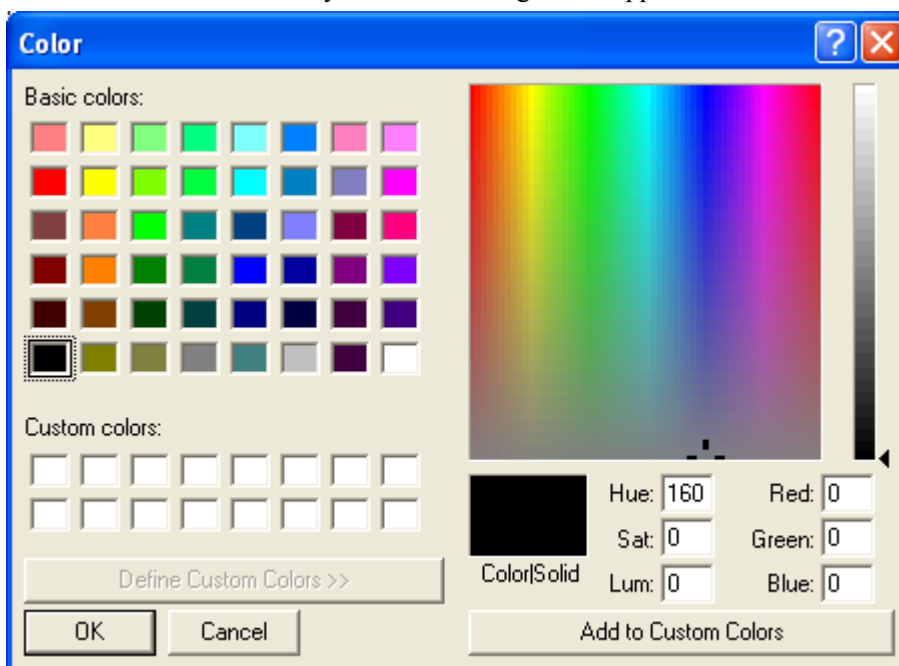 Color
Basic colors:
Custom colors:
Define Custom Colors >>
OK Cancel
Color|Solid
Hue: 160 Red: 0
Sat: 0 Green: 0
Lum: 0 Blue: 0
Add to Custom Colors